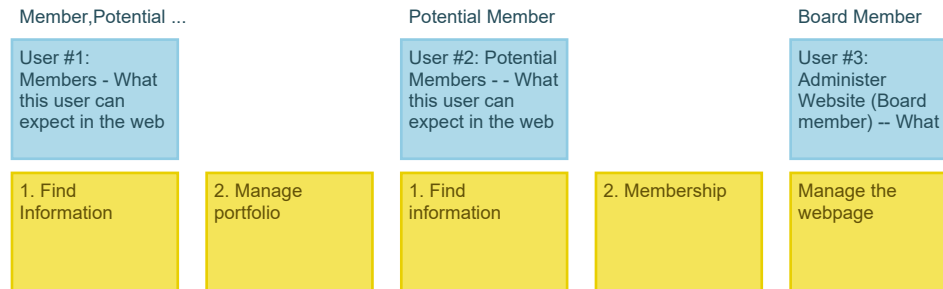 Member,Potential ...
Potential Member
Board Member
User #1:
Members - What
this user can
expect in the web
User #2: Potential
Members - - What
this user can
expect in the web
User #3:
Administer
Website (Board
member) -- What
1. Find
Information
2. Manage
portfolio
1. Find
information
2. Membership
Manage the
webpage